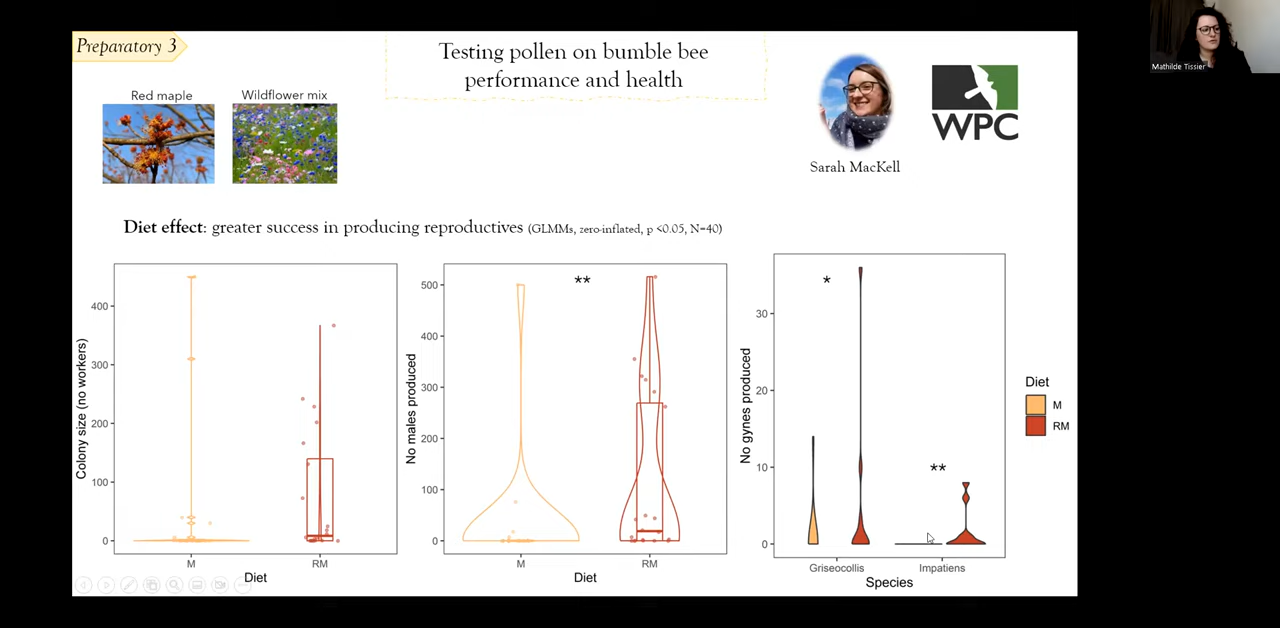 Preparatory 3
Testing pollen on bumble bee
performance and health
Mathilde Tissier
Red maple
Wildflower mix
WPC
Sarah MacKell
Diet effect: greater success in producing reproductives (GLMMs, zero-inflated, p <0.05, N=40)
Colony size (no workers)
400
300
200
100
0
M
RM
Diet
No males produced
500
400
300
200
100
0
**
M
RM
Diet
No gynes produced
30
20
10
0
*
**
Griseocollis
Impatiens
Species
Diet
M
RM